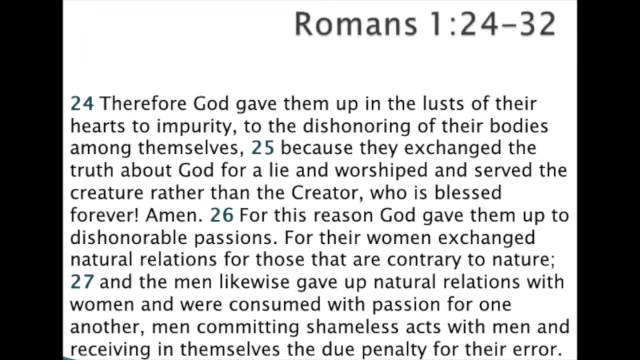 Romans 1:24-32
24 Therefore God gave them up in the lusts of their
hearts to impurity, to the dishonoring of their bodies
among themselves, 25 because they exchanged the
truth about God for a lie and worshiped and served the
creature rather than the Creator, who is blessed
forever! Amen. 26 For this reason God gave them up to
dishonorable passions. For their women exchanged
natural relations for those that are contrary to nature;
27 and the men likewise gave up natural relations with
women and were consumed with passion for one
another, men committing shameless acts with men and
receiving in themselves the due penalty for their error.